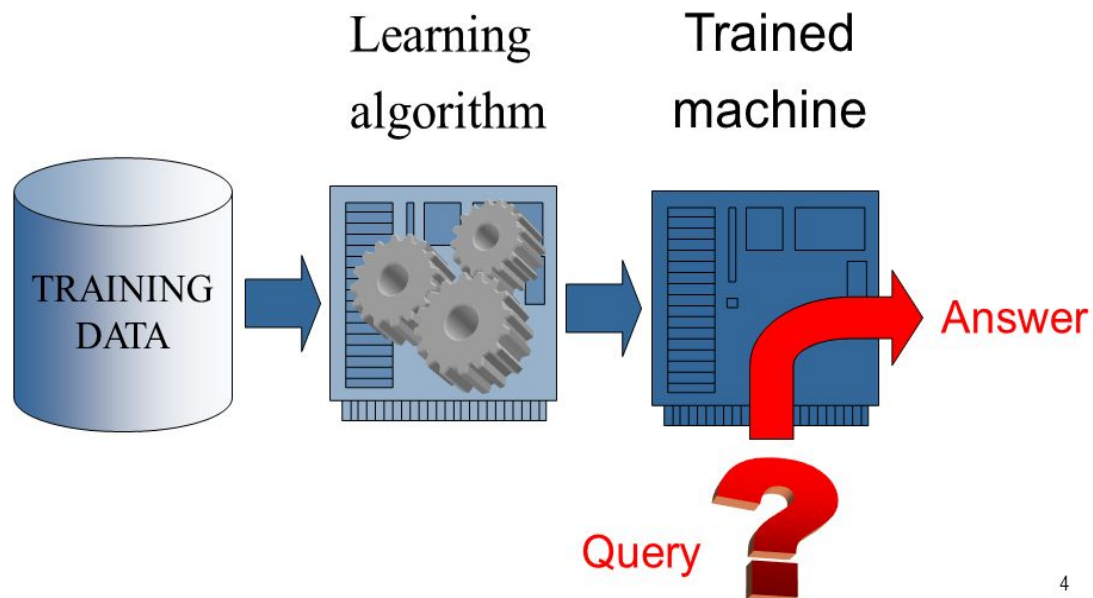 Learning
algorithm
Trained
machine
TRAINING
DATA
Answer
Query
4